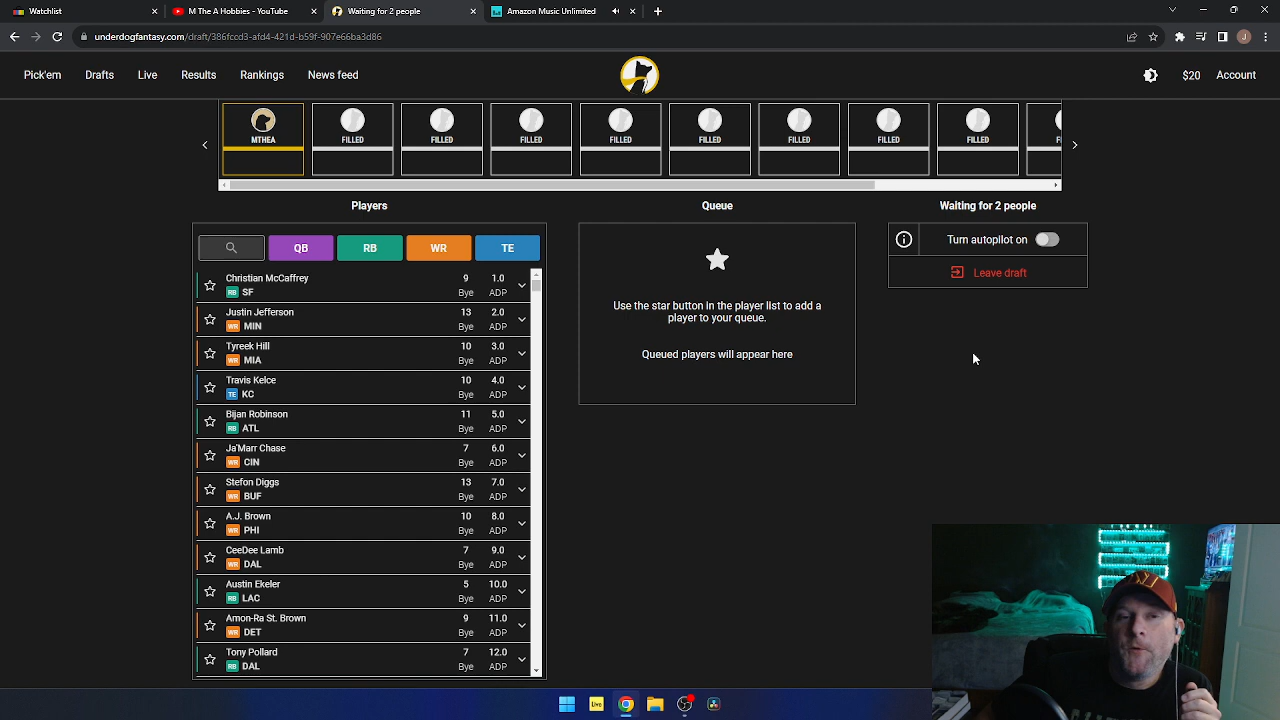 Watchlist
M The A Hobbies - YouTube
Waiting for 2 people
Amazon Music Unlimited
underdogfantasy.com/draft/386fccd3-afd4-421d-b59f-907e66ba3d86
J
Pick'em
Drafts
Live
Results
Rankings
News feed
$20
Account
MTHEA
FILLED
FILLED
FILLED
FILLED
FILLED
FILLED
FILLED
FILLED
Players
Queue
Waiting for 2 people
QB
RB
WR
TE
Christian McCaffrey 9 1.0
RB SF Bye ADP
Justin Jefferson 13 2.0
WR MIN Bye ADP
Tyreek Hill 10 3.0
WR MIA Bye ADP
Travis Kelce 10 4.0
TE KC Bye ADP
Bijan Robinson 11 5.0
RB ATL Bye ADP
Ja'Marr Chase 7 6.0
WR CIN Bye ADP
Stefon Diggs 13 7.0
WR BUF Bye ADP
A.J. Brown 10 8.0
WR PHI Bye ADP
CeeDee Lamb 7 9.0
WR DAL Bye ADP
Austin Ekeler 5 10.0
RB LAC Bye ADP
Amon-Ra St. Brown 9 11.0
WR DET Bye ADP
Tony Pollard 7 12.0
RB DAL Bye ADP
Use the star button in the player list to add a
player to your queue.
Queued players will appear here
Turn autopilot on
Leave draft
Live